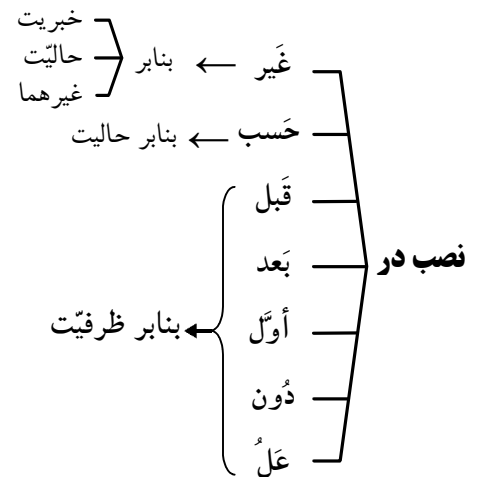 نصب در
غَیر
بنابر
خبریت
حالیّت
غیرهما
حَسب
بنابر حالیت
قَبل
بَعد
أوَّل
دُون
عَلُ
بنابر ظرفیّت